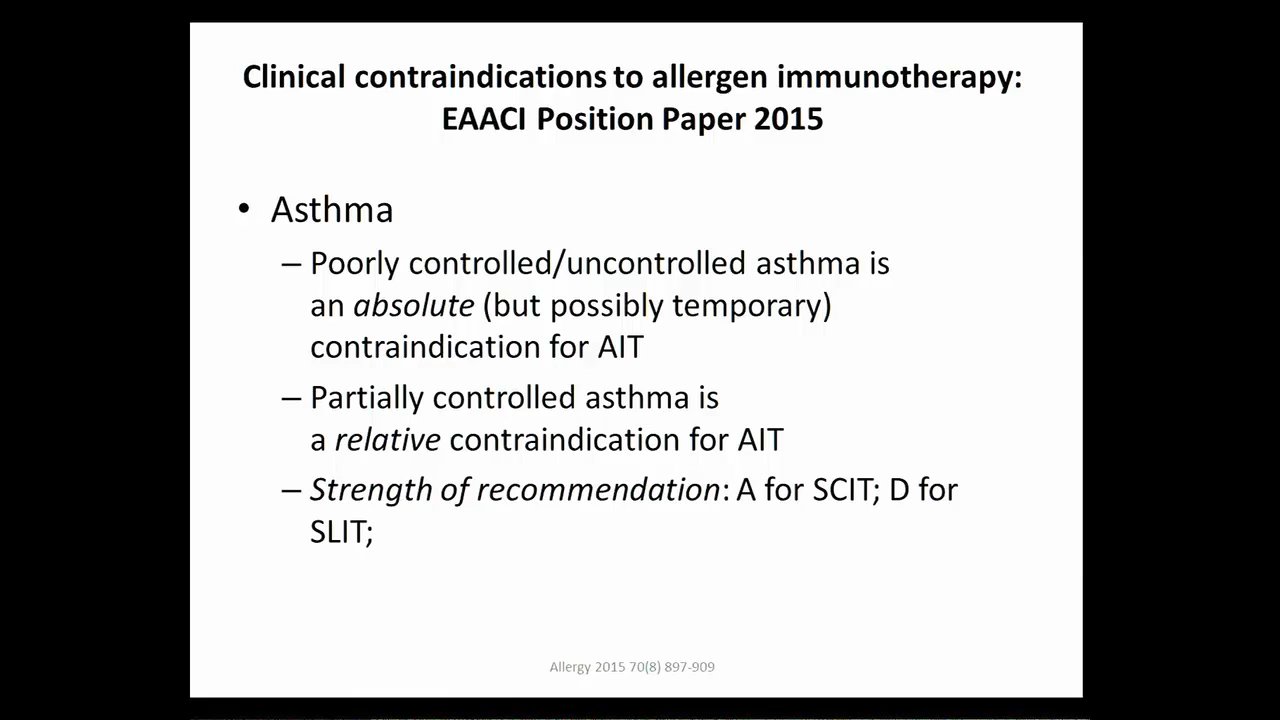 Clinical contraindications to allergen immunotherapy:
EAACI Position Paper 2015
• Asthma
– Poorly controlled/uncontrolled asthma is
an absolute (but possibly temporary)
contraindication for AIT
– Partially controlled asthma is
a relative contraindication for AIT
– Strength of recommendation: A for SCIT; D for
SLIT;
Allergy 2015 70(8) 897-909